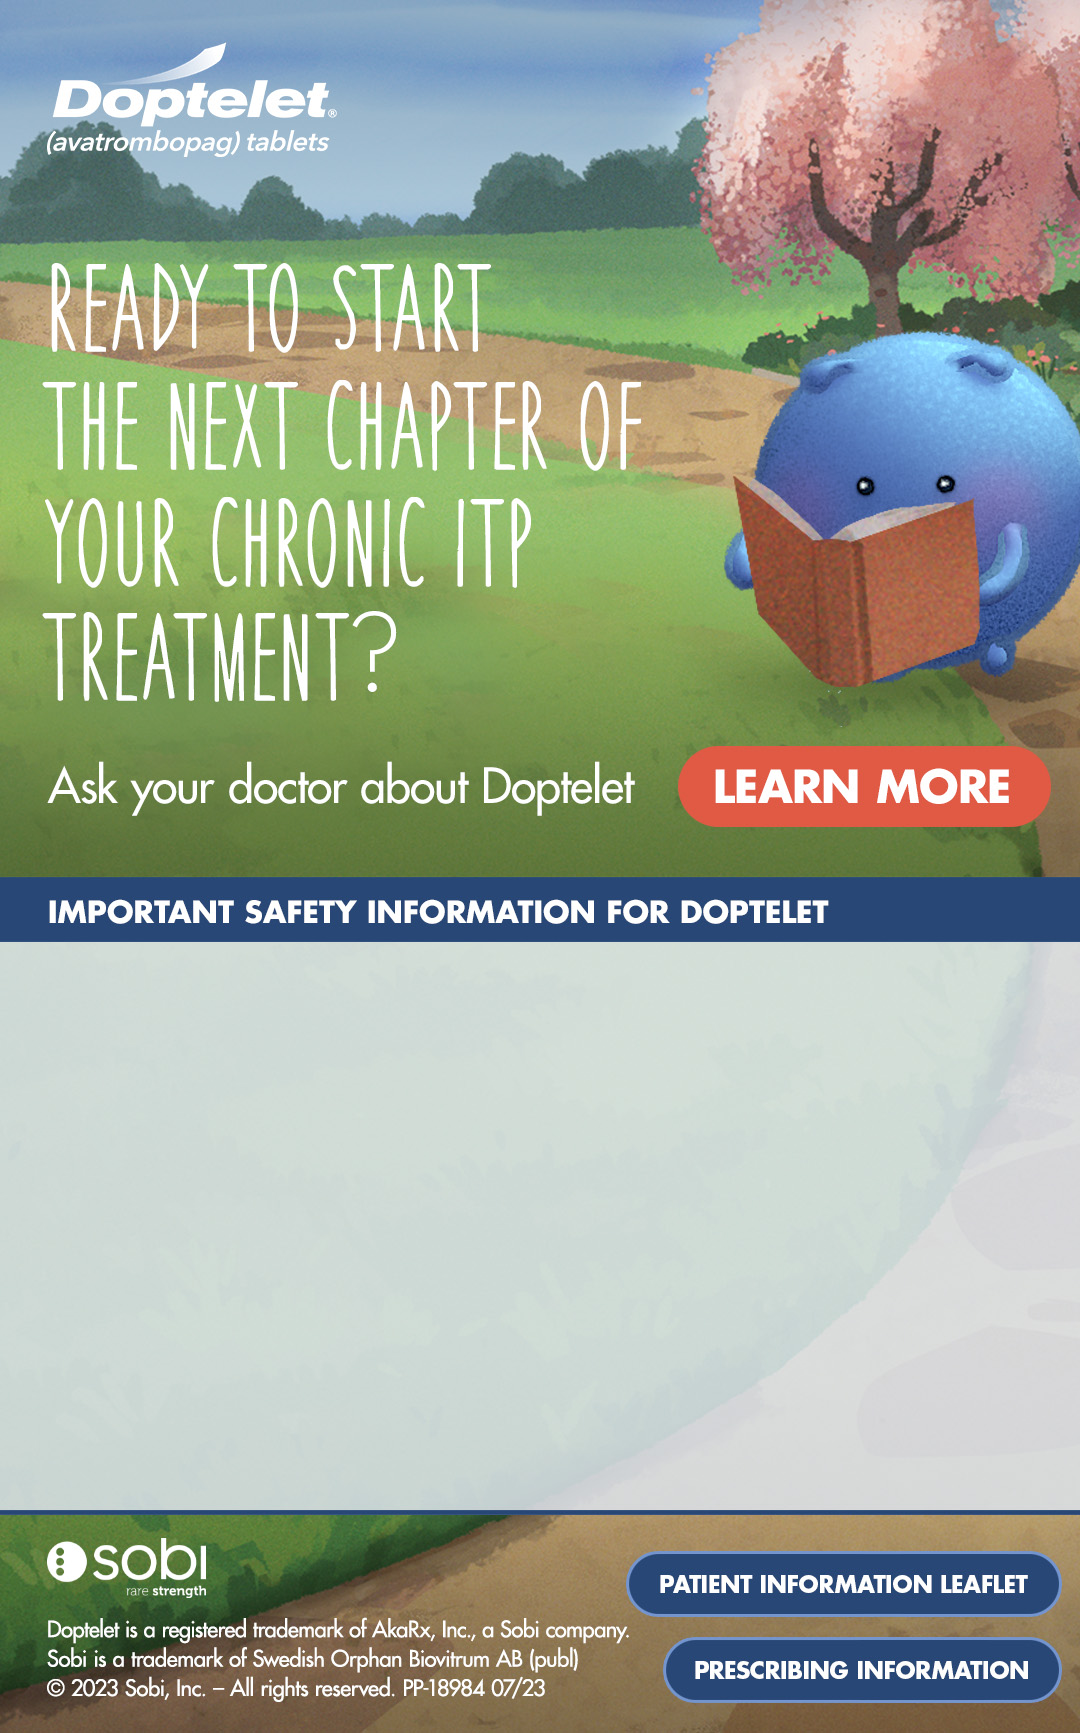 Doptelet®
(avatrombopag) tablets
READY TO START
THE NEXT CHAPTER OF
YOUR CHRONIC ITP
TREATMENT?
Ask your doctor about Doptelet
LEARN MORE
IMPORTANT SAFETY INFORMATION FOR DOPTELET
sobi
rare strength
Doptelet is a registered trademark of AkaRx, Inc., a Sobi company.
Sobi is a trademark of Swedish Orphan Biovitrum AB (publ)
© 2023 Sobi, Inc. – All rights reserved. PP-18984 07/23
PATIENT INFORMATION LEAFLET
PRESCRIBING INFORMATION